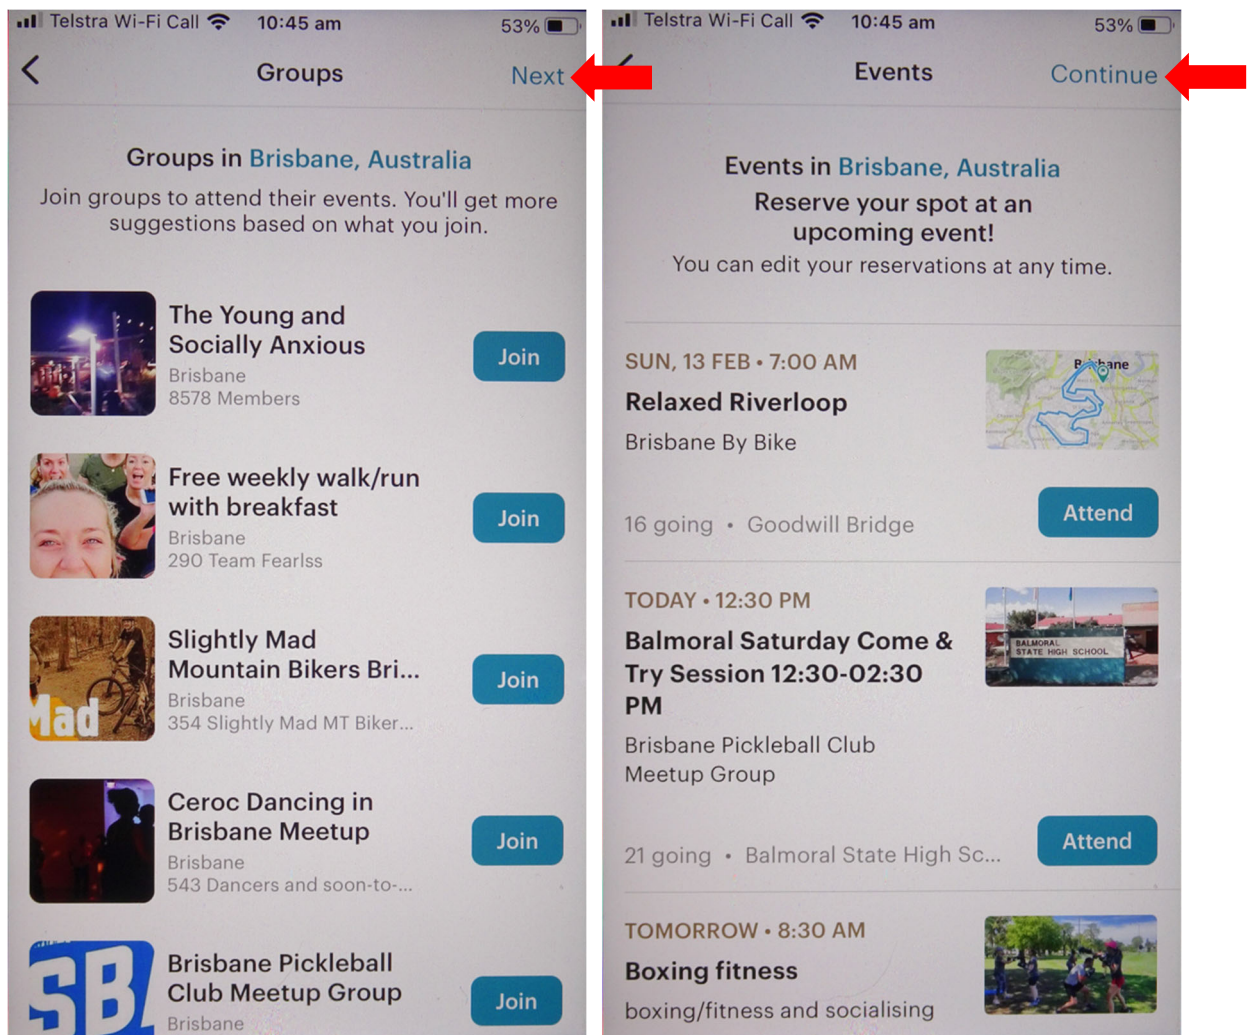 Telstra Wi-Fi Call 10:45 am 53%
Groups
Next
Groups in Brisbane, Australia
Join groups to attend their events. You'll get more
suggestions based on what you join.
The Young and
Socially Anxious
Brisbane
8578 Members
Join
Free weekly walk/run
with breakfast
Brisbane
290 Team Fearlss
Join
Mad
Slightly Mad
Mountain Bikers Bri...
Brisbane
354 Slightly Mad MT Biker...
Join
Ceroc Dancing in
Brisbane Meetup
Brisbane
543 Dancers and soon-to-...
Join
SB
Brisbane Pickleball
Club Meetup Group
Brisbane
Join
Telstra Wi-Fi Call 10:45 am 53%
Events
Continue
Events in Brisbane, Australia
Reserve your spot at an
upcoming event!
You can edit your reservations at any time.
SUN, 13 FEB • 7:00 AM
Relaxed Riverloop
Brisbane By Bike
Brisbane
16 going • Goodwill Bridge
Attend
TODAY • 12:30 PM
Balmoral Saturday Come &
Try Session 12:30-02:30
PM
Brisbane Pickleball Club
Meetup Group
BALMORAL
STATE HIGH SCHOOL
21 going • Balmoral State High Sc...
Attend
TOMORROW • 8:30 AM
Boxing fitness
boxing/fitness and socialising